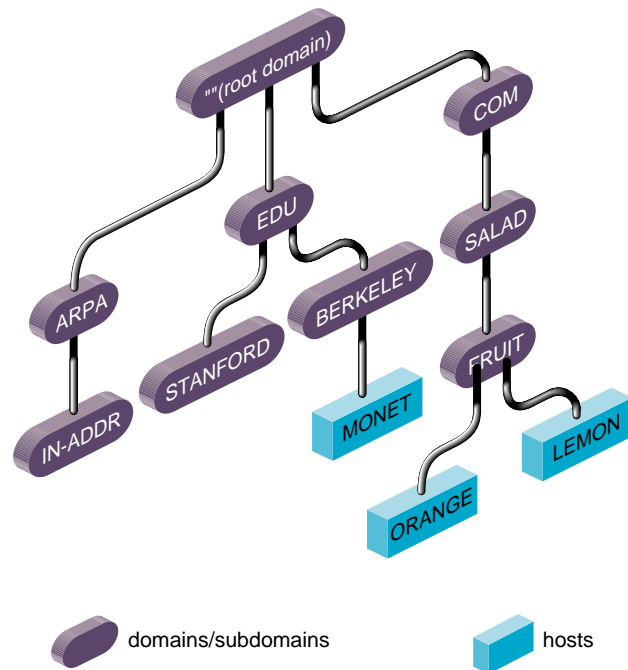 ""(root domain)
COM
EDU
SALAD
ARPA
BERKELEY
STANFORD
FRUIT
IN-ADDR
MONET
LEMON
ORANGE
domains/subdomains
hosts